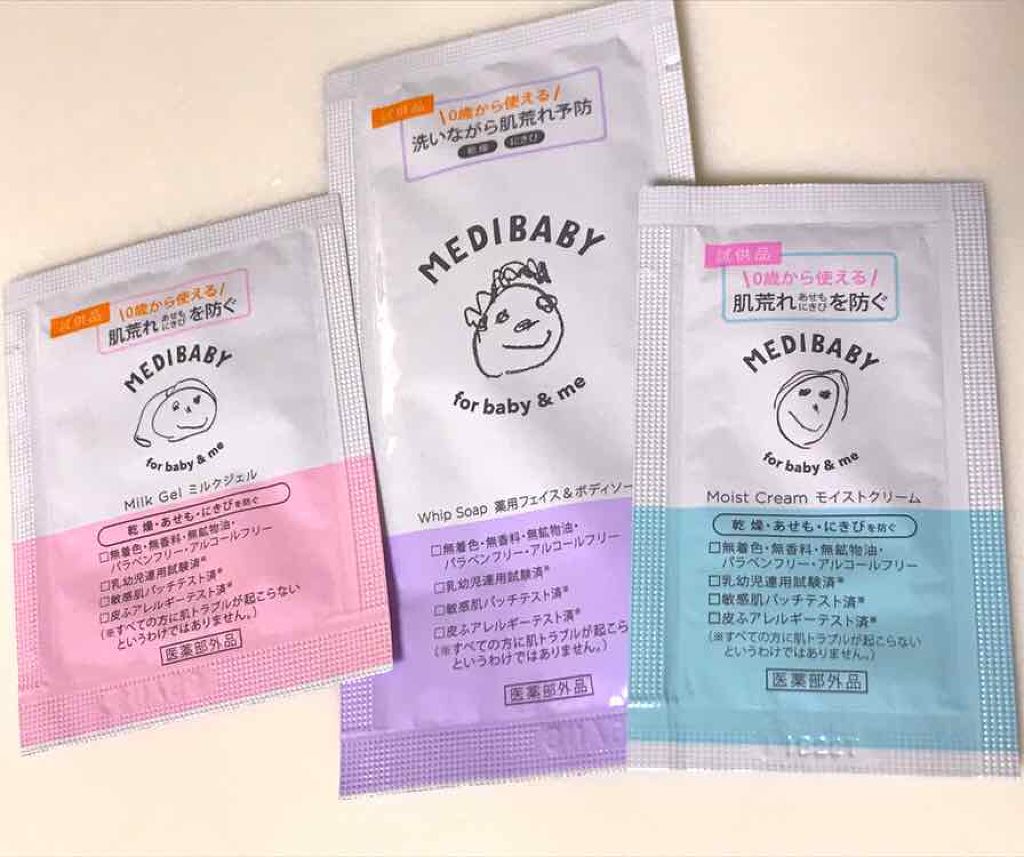 試供品
\0歳から使える/
肌荒れあせもにきびを防ぐ
MEDIBABY
for baby & me
Milk Gel ミルクジェル
乾燥・あせも・にきびを防ぐ
□無着色・無香料・無鉱物油・
パラベンフリー・アルコールフリー
□乳幼児連用試験済※
□敏感肌パッチテスト済※
□皮ふアレルギーテスト済※
(※すべての方に肌トラブルが起こらない
というわけではありません。)
医薬部外品
試供品
\0歳から使える/
洗いながら肌荒れ予防
乾燥 にきび
MEDIBABY
for baby & me
Whip Soap 薬用フェイス&ボディソー
□無着色・無香料・無鉱物油・
パラベンフリー・アルコールフリー
□乳幼児連用試験済※
□敏感肌パッチテスト済※
□皮ふアレルギーテスト済※
(※すべての方に肌トラブルが起こら
というわけではありません。)
医薬部外品
試供品
\0歳から使える/
肌荒れあせもにきびを防ぐ
MEDIBABY
for baby & me
Moist Cream モイストクリーム
乾燥・あせも・にきびを防ぐ
□無着色・無香料・無鉱物油・
パラベンフリー・アルコールフリー
□乳幼児連用試験済※
□敏感肌パッチテスト済※
□皮ふアレルギーテスト済※
(※すべての方に肌トラブルが起こらない
というわけではありません。)
医薬部外品